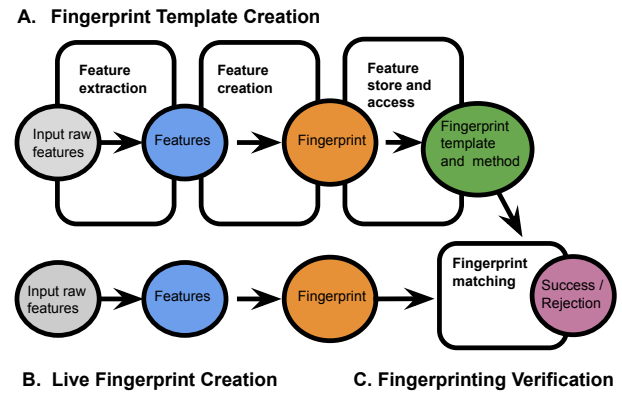 A. Fingerprint Template Creation
Feature
extraction
Feature
creation
Feature
store and
access
Input raw
features
Features
Fingerprint
Fingerprint
template
and method
Input raw
features
Features
Fingerprint
Fingerprint
matching
Success /
Rejection
B. Live Fingerprint Creation
C. Fingerprinting Verification